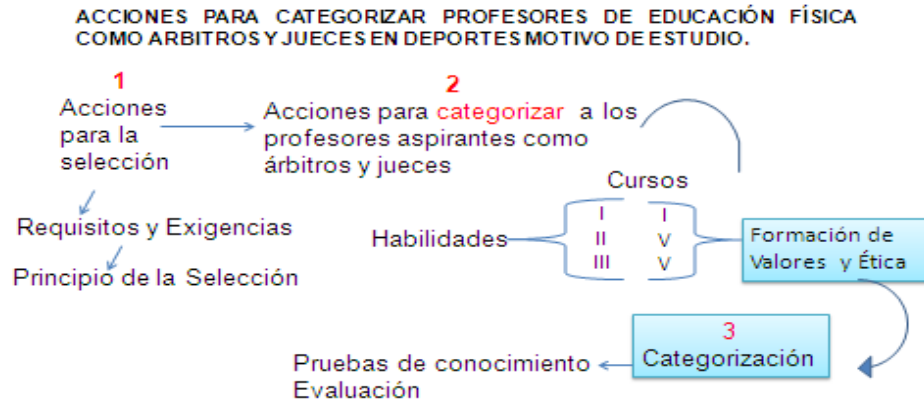 ACCIONES PARA CATEGORIZAR PROFESORES DE EDUCACIÓN FÍSICA
COMO ARBITROS Y JUECES EN DEPORTES MOTIVO DE ESTUDIO.
1
Acciones
para la
selección
2
Acciones para categorizar a los
profesores aspirantes como
árbitros y jueces
Requisitos y Exigencias
Principio de la Selección
Cursos
Habilidades
I I
II V
III V
Formación de
Valores y Ética
3
Categorización
Pruebas de conocimiento
Evaluación